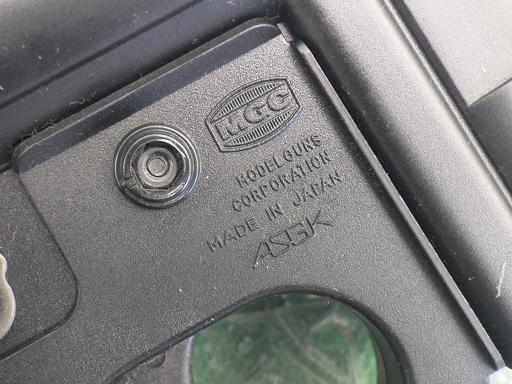 MGC
MODELGUNS
CORPORATION
MADE IN JAPAN
ASGK